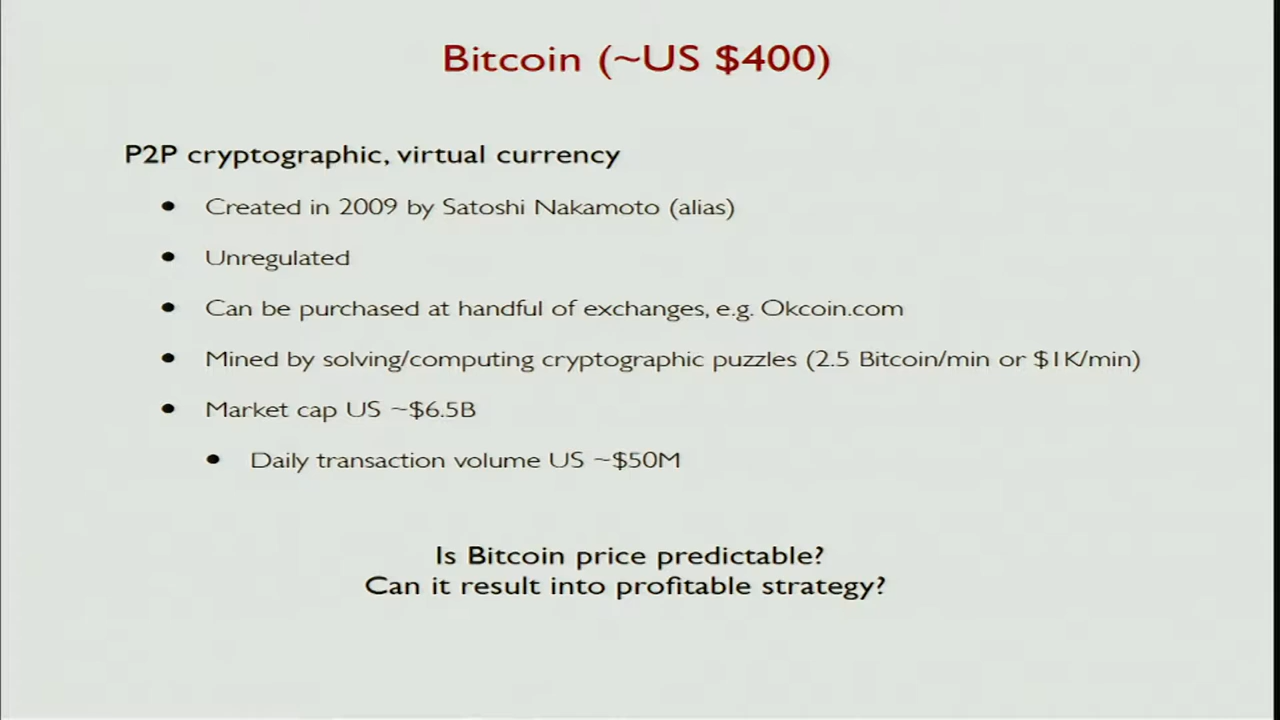 Bitcoin (~US $400)
P2P cryptographic, virtual currency
• Created in 2009 by Satoshi Nakamoto (alias)
• Unregulated
• Can be purchased at handful of exchanges, e.g. Okcoin.com
• Mined by solving/computing cryptographic puzzles (2.5 Bitcoin/min or $1K/min)
• Market cap US ~$6.5B
• Daily transaction volume US ~$50M
Is Bitcoin price predictable?
Can it result into profitable strategy?